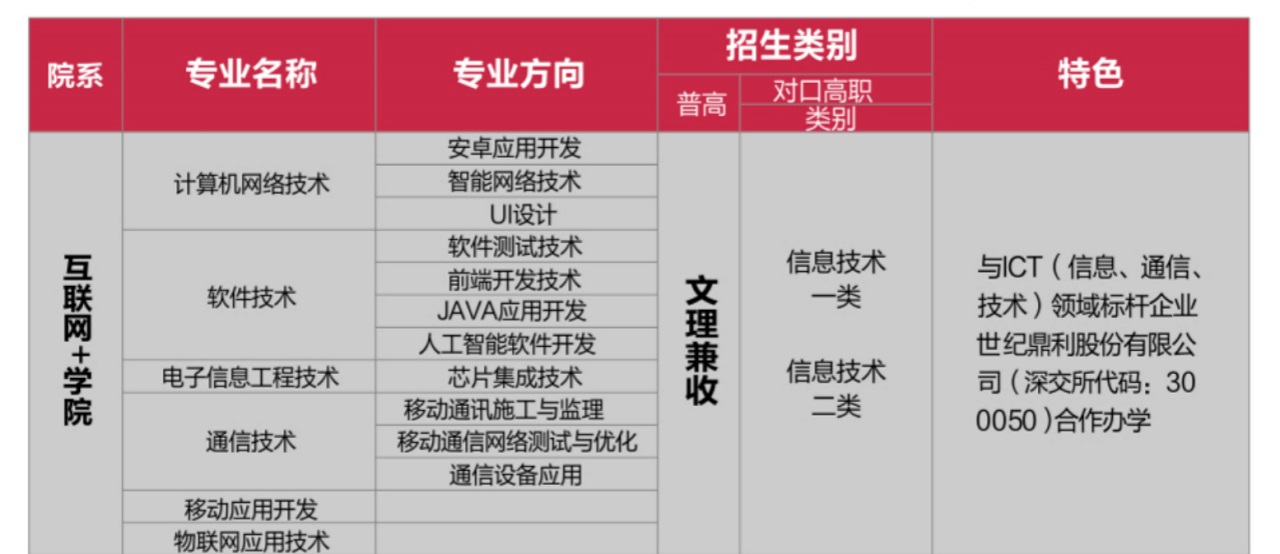 院系
专业名称
专业方向
招生类别
普高
对口高职
类别
特色
互联网+学院
计算机网络技术
安卓应用开发
智能网络技术
UI设计
软件技术
软件测试技术
前端开发技术
JAVA应用开发
人工智能软件开发
电子信息工程技术
芯片集成技术
通信技术
移动通讯施工与监理
移动通信网络测试与优化
通信设备应用
移动应用开发
物联网应用技术
文理兼收
信息技术
一类
信息技术
二类
与ICT（信息、通信、
技术）领域标杆企业
世纪鼎利股份有限公
司（深交所代码：30
0050）合作办学